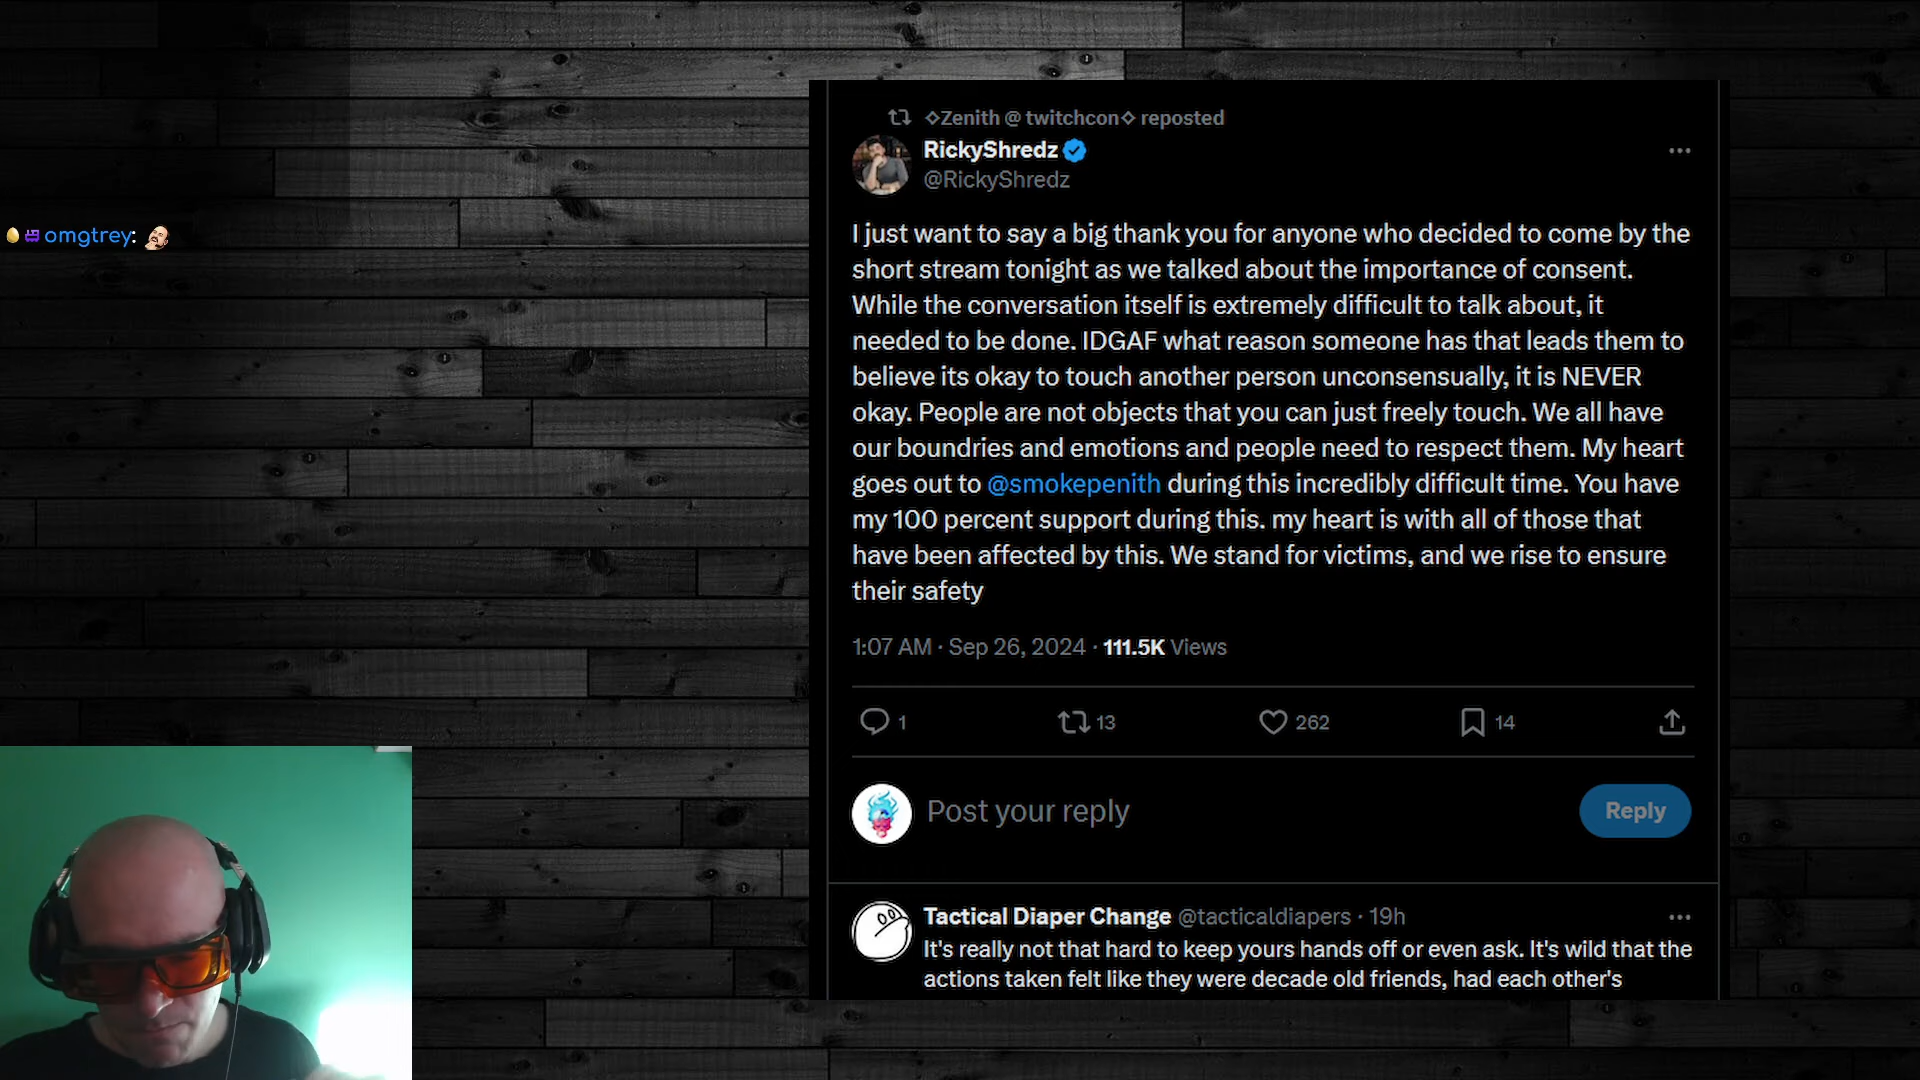 omgtrey:
◇Zenith @ twitchcon◇ reposted
RickyShredz
@RickyShredz
I just want to say a big thank you for anyone who decided to come by the
short stream tonight as we talked about the importance of consent.
While the conversation itself is extremely difficult to talk about, it
needed to be done. IDGAF what reason someone has that leads them to
believe its okay to touch another person unconsensually, it is NEVER
okay. People are not objects that you can just freely touch. We all have
our boundries and emotions and people need to respect them. My heart
goes out to @smokepenith during this incredibly difficult time. You have
my 100 percent support during this. my heart is with all of those that
have been affected by this. We stand for victims, and we rise to ensure
their safety
1:07 AM · Sep 26, 2024 · 111.5K Views
1 13 262 14
Post your reply Reply
Tactical Diaper Change @tacticaldiapers · 19h
It's really not that hard to keep yours hands off or even ask. It's wild that the
actions taken felt like they were decade old friends, had each other's